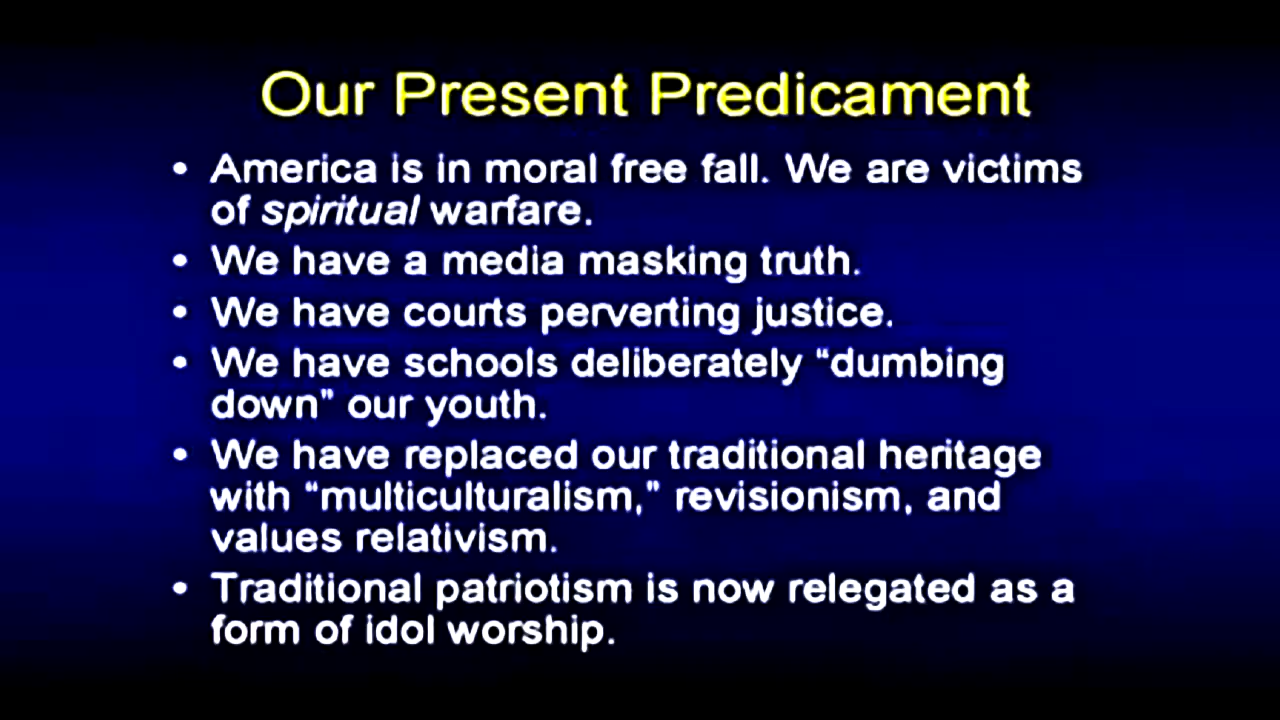 Our Present Predicament
• America is in moral free fall. We are victims
of spiritual warfare.
• We have a media masking truth.
• We have courts perverting justice.
• We have schools deliberately “dumbing
down” our youth.
• We have replaced our traditional heritage
with “multiculturalism,” revisionism, and
values relativism.
• Traditional patriotism is now relegated as a
form of idol worship.